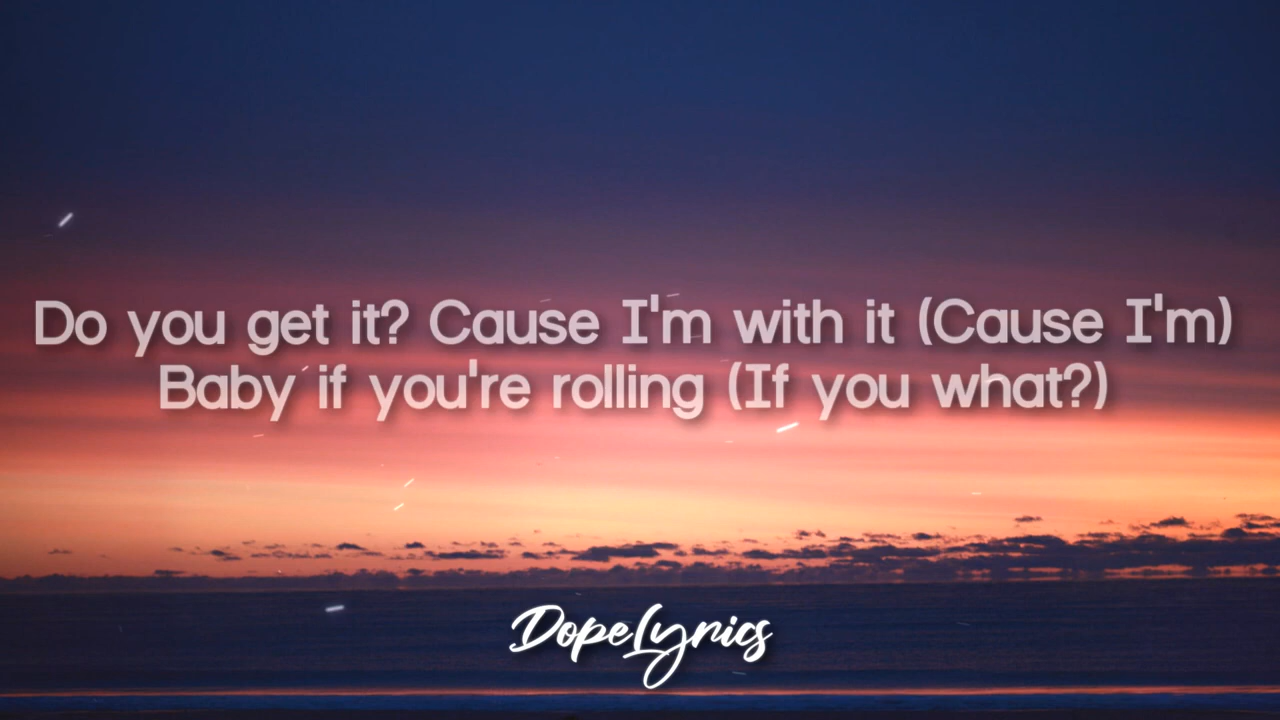 Do you get it? Cause I'm with it (Cause I'm)
Baby if you're rolling (If you what?)
DopeLyrics